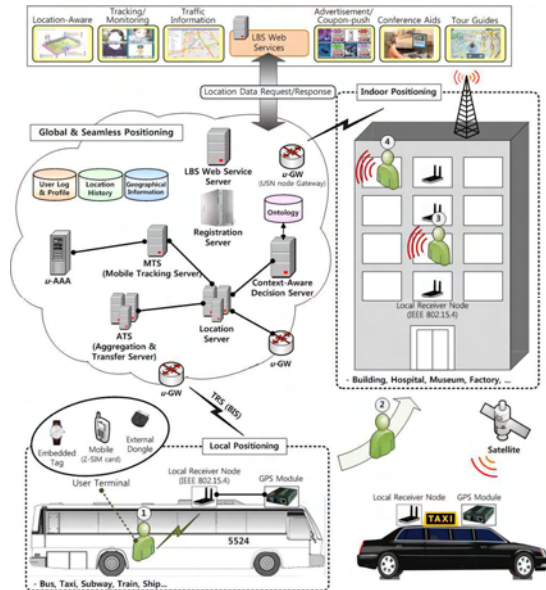 Location-Aware
Tracking/
Monitoring
Traffic
Information
LBS Web
Services
Advertisement/
Coupon-push
Conference Aids
Tour Guides
Location Data Request/Response
Indoor Positioning
Global & Seamless Positioning
LBS Web Service
Server
u-GW
(USN node Gateway)
User Log
& Profile
Location
History
Geographical
Information
Registration
Server
Ontology
u-AAA
MTS
(Mobile Tracking Server)
Context-Aware
Decision Server
ATS
(Aggregation &
Transfer Server)
Location
Server
u-GW
u-GW
TRS (BIS)
4
3
Local Receiver Node
(IEEE 802.15.4)
- Building, Hospital, Museum, Factory, ...
Embedded
Tag
Mobile
(Z-SIM card)
External
Dongle
User Terminal
Local Positioning
Local Receiver Node
(IEEE 802.15.4)
GPS Module
1
5524
- Bus, Taxi, Subway, Train, Ship...
2
Satellite
Local Receiver Node
GPS Module
TAXI